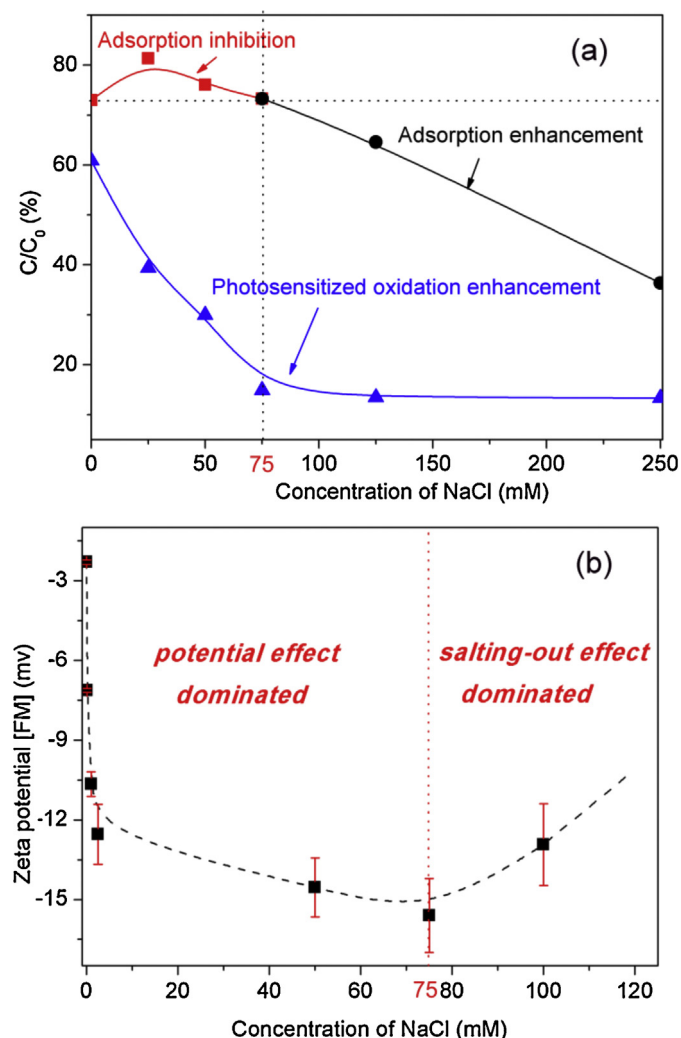 (a)
Adsorption inhibition
Adsorption enhancement
Photosensitized oxidation enhancement
C/C0 (%)
80
60
40
20
0 50 75 100 150 200 250
Concentration of NaCl (mM)
(b)
potential effect
dominated
salting-out effect
dominated
Zeta potential [FM] (mv)
-3
-6
-9
-12
-15
0 20 40 60 75 80 100 120
Concentration of NaCl (mM)